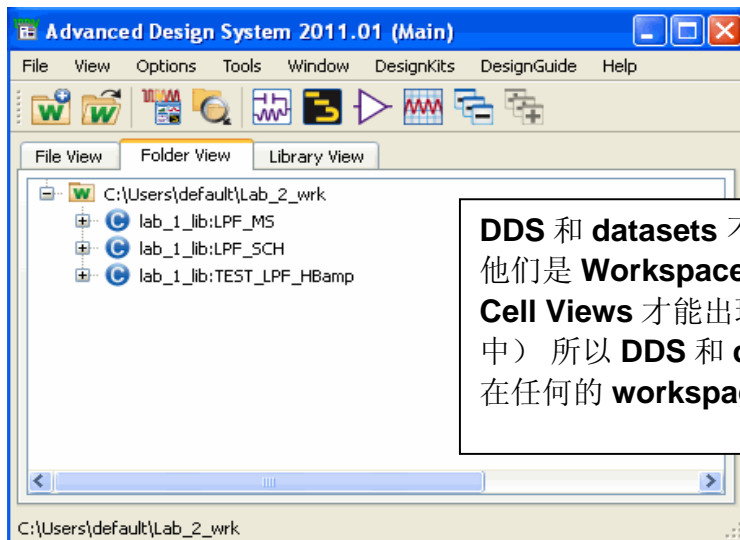 Advanced Design System 2011.01 (Main)
File View Options Tools Window DesignKits DesignGuide Help
File View Folder View Library View
C:\Users\default\Lab_2_wrk
lab_1_lib:LPF_MS
lab_1_lib:LPF_SCH
lab_1_lib:TEST_LPF_HBamp
DDS 和 datasets
他们是 Workspace
Cell Views 才能出
中） 所以 DDS 和
在任何的
C:\Users\default\Lab_2_wrk